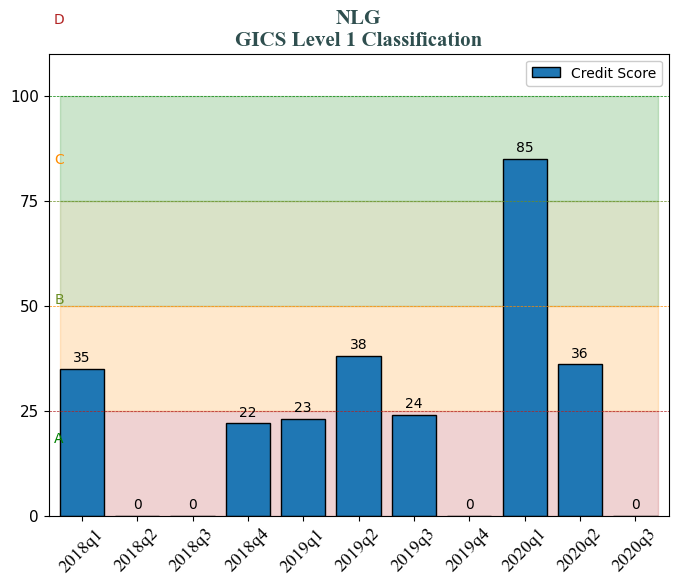 D
NLG
GICS Level 1 Classification
Credit Score
100
C
85
75
B
50
38
36
35
25
24
23
22
A
0
0
0
0
0
2018q1
2018q2
2018q3
2018q4
2019q1
2019q2
2019q3
2019q4
2020q1
2020q2
2020q3